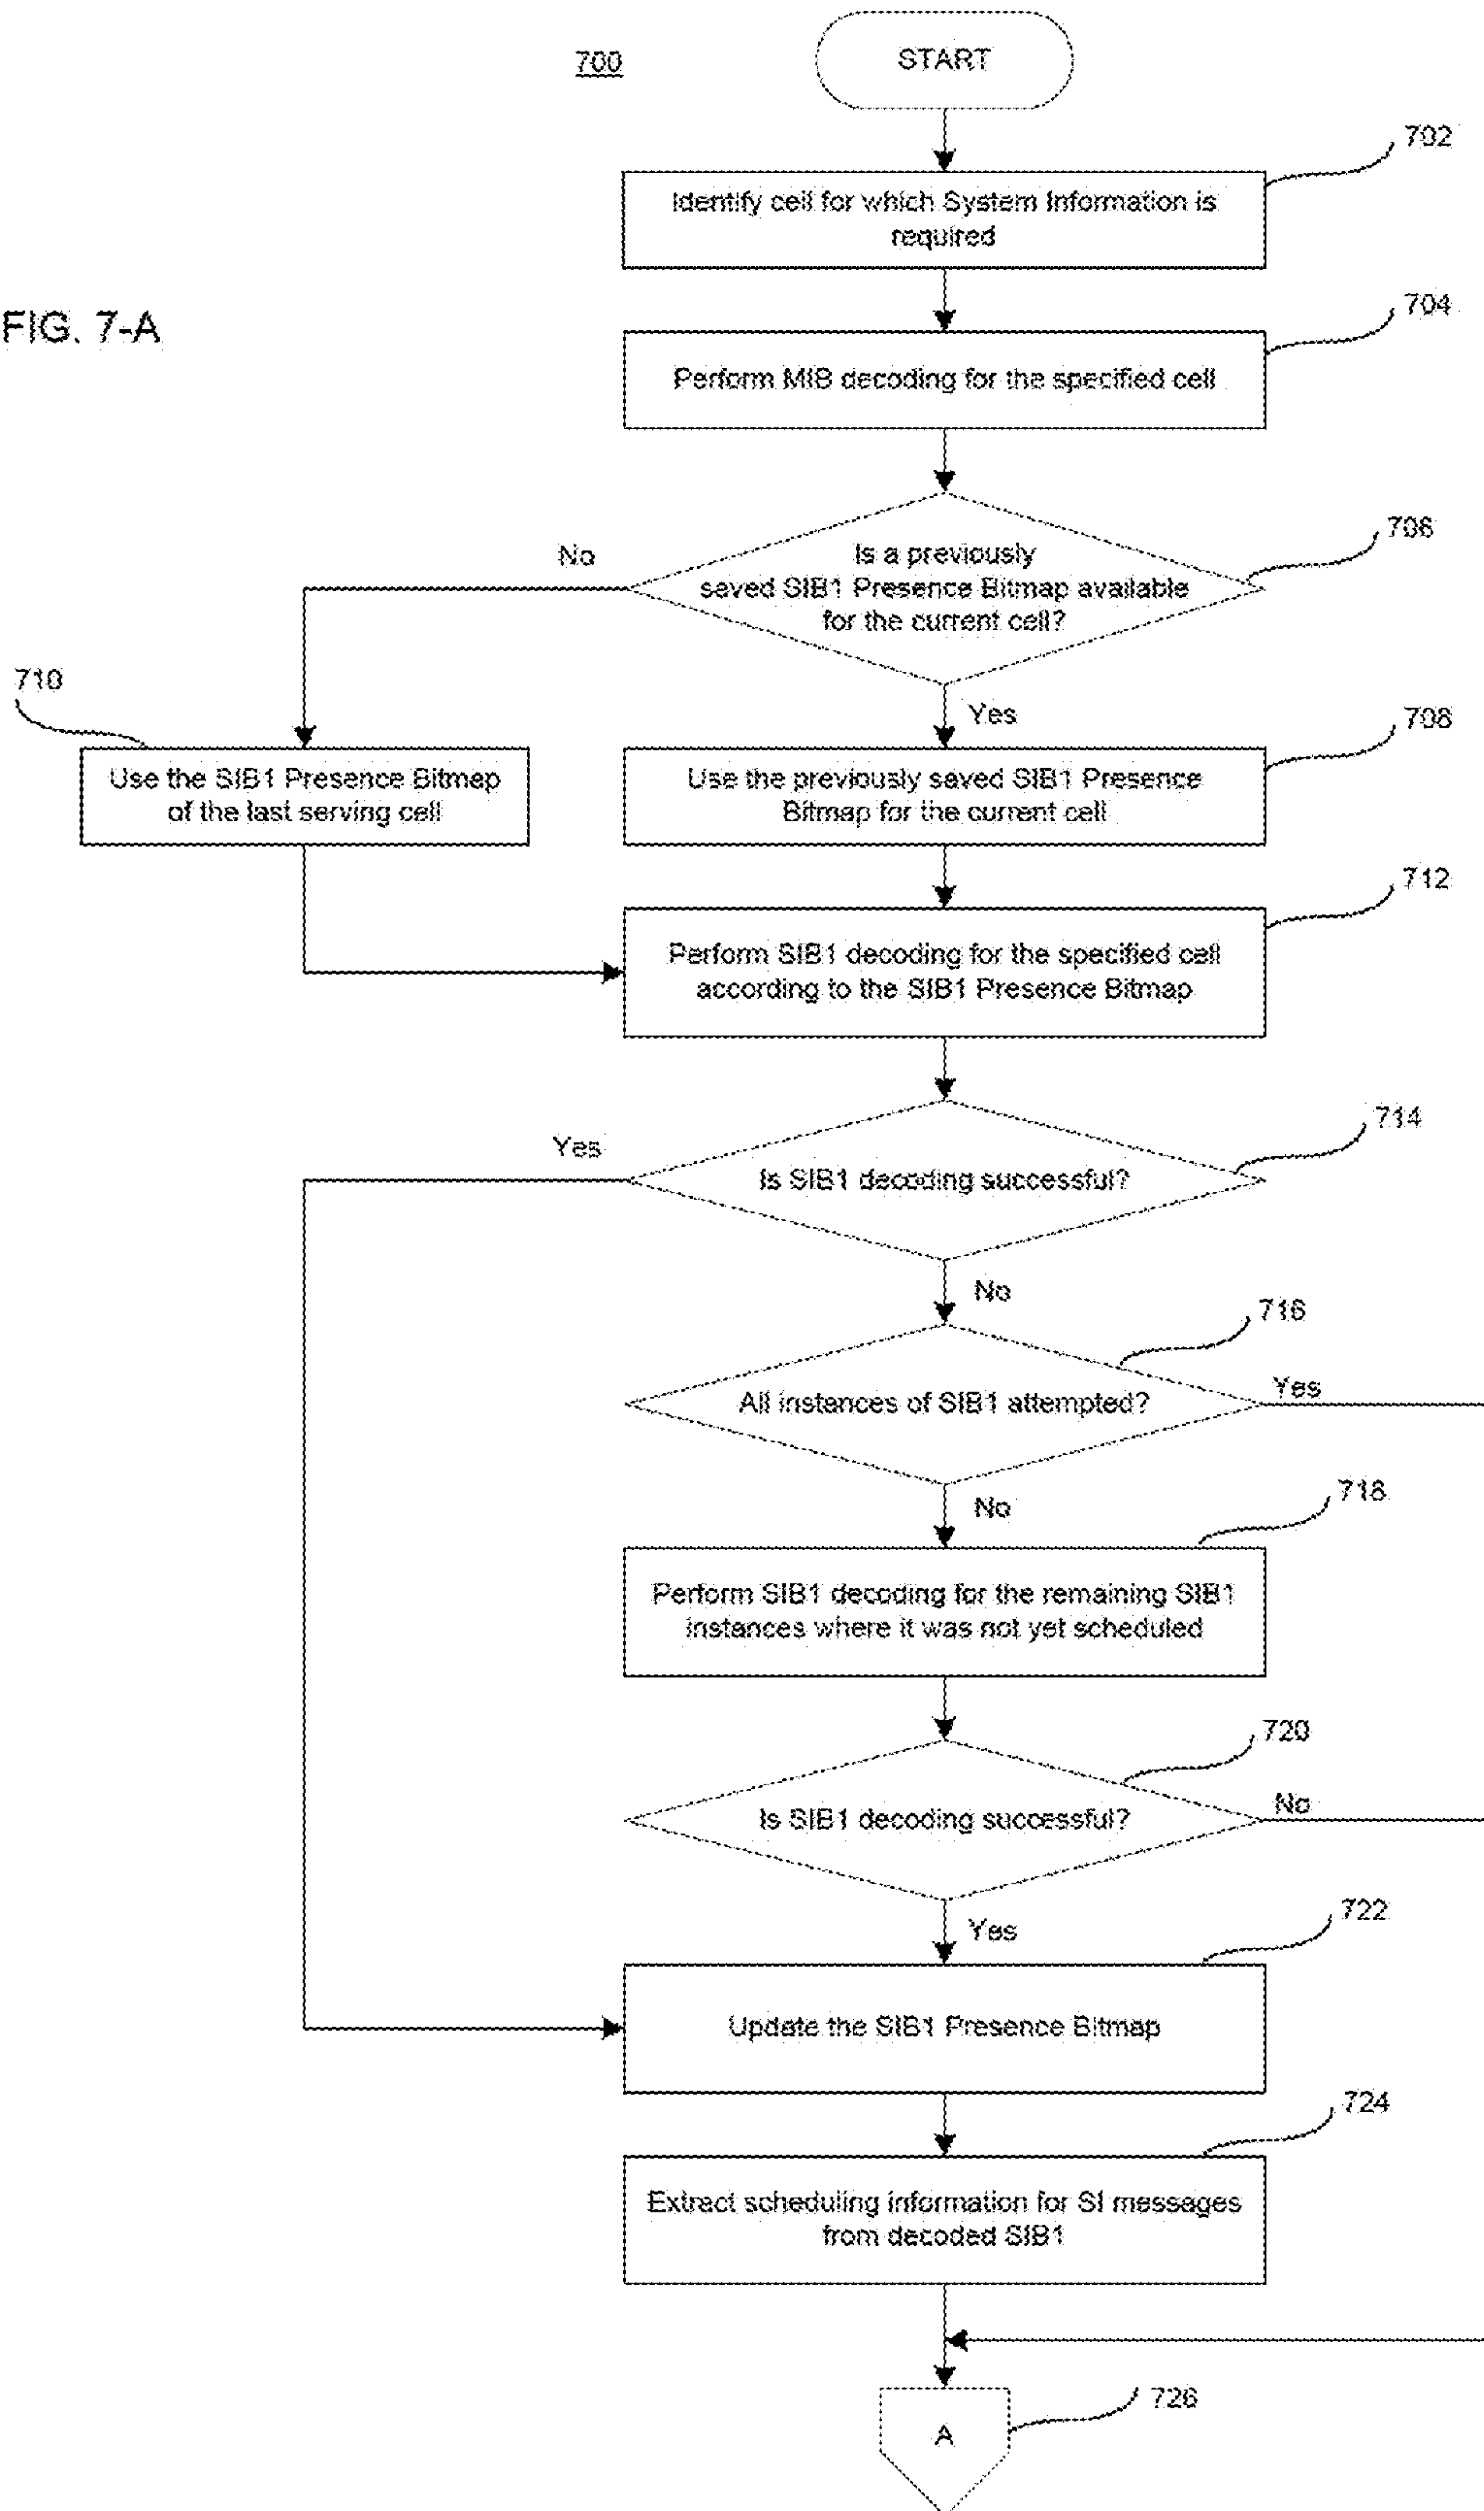 700
START
702
Identify cell for which System Information is
required
FIG. 7-A
704
Perform MIB decoding for the specified cell
706
No
Is a previously
saved SIB1 Presence Bitmap available
for the current cell?
710
Yes
708
Use the SIB1 Presence Bitmap
of the last serving cell
Use the previously saved SIB1 Presence
Bitmap for the current cell
712
Perform SIB1 decoding for the specified cell
according to the SIB1 Presence Bitmap
714
Yes
Is SIB1 decoding successful?
No
716
All instances of SIB1 attempted?
Yes
No
718
Perform SIB1 decoding for the remaining SIB1
instances where it was not yet scheduled
720
Is SIB1 decoding successful?
No
Yes
722
Update the SIB1 Presence Bitmap
724
Extract scheduling information for SI messages
from decoded SIB1
726
A